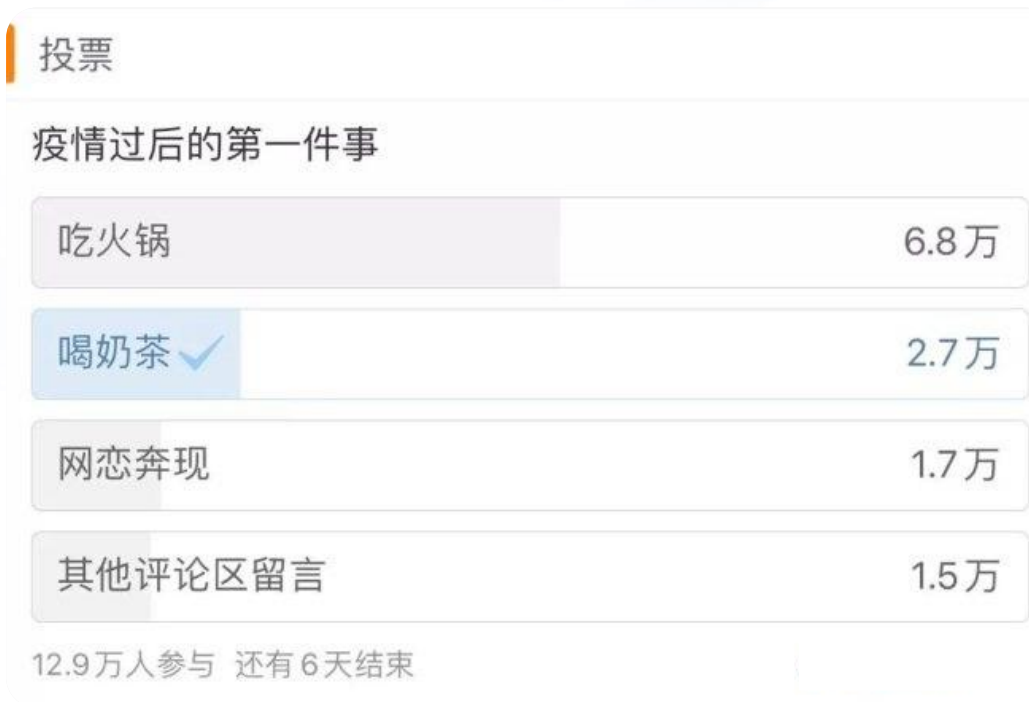 投票
疫情过后的第一件事
吃火锅 6.8万
喝奶茶 2.7万
网恋奔现 1.7万
其他评论区留言 1.5万
12.9万人参与 还有6天结束